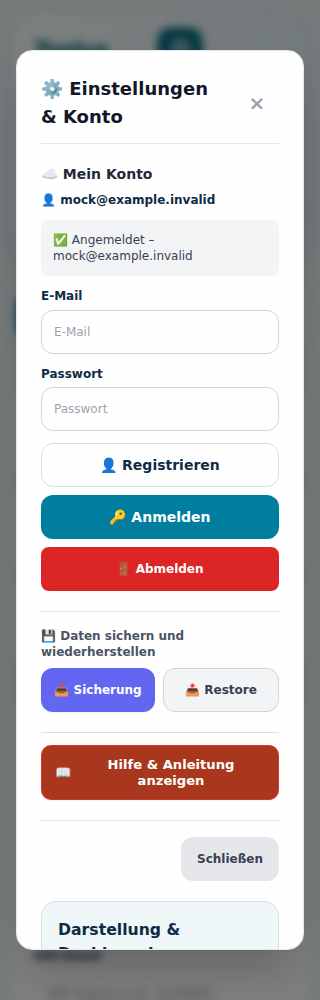 ⚙️ Einstellungen
& Konto
✕
☁️ Mein Konto
👤 mock@example.invalid
✅ Angemeldet –
mock@example.invalid
E-Mail
E-Mail
Passwort
Passwort
👤 Registrieren
🔑 Anmelden
🚪 Abmelden
💾 Daten sichern und
wiederherstellen
📥 Sicherung
📤 Restore
📖 Hilfe & Anleitung
anzeigen
Schließen
Darstellung &